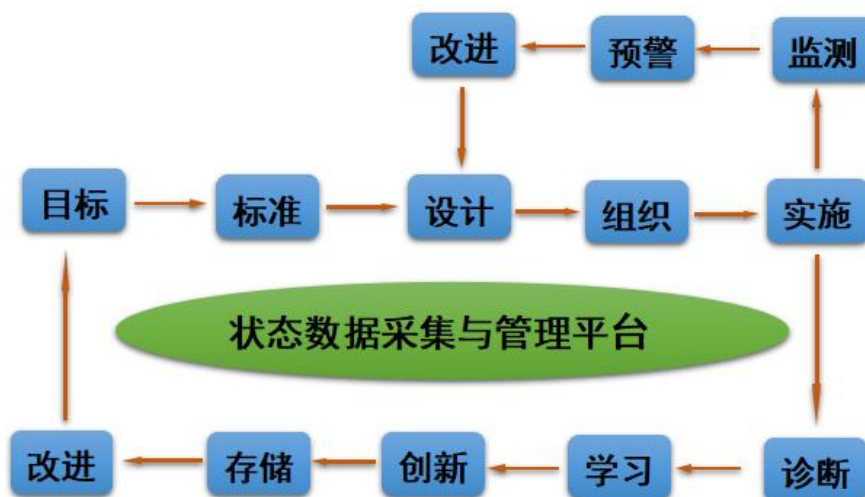 改进
预警
监测
目标
标准
设计
组织
实施
状态数据采集与管理平台
改进
存储
创新
学习
诊断